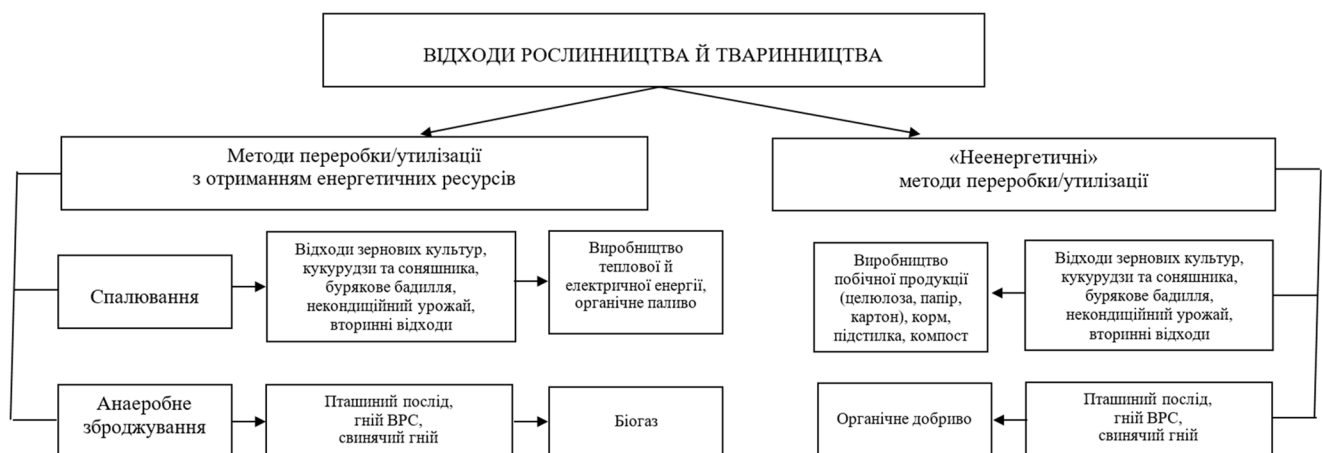 ВІДХОДИ РОСЛИННИЦТВА Й ТВАРИННИЦТВА
Методи переробки/утилізації
з отриманням енергетичних ресурсів
«Неенергетичні»
методи переробки/утилізації
Спалювання
Відходи зернових культур,
кукурудзи та соняшника,
бурякове бадилля,
некондиційний урожай,
вторинні відходи
Виробництво
теплової й
електричної енергії,
органічне паливо
Виробництво
побічної продукції
(целюлоза, папір,
картон), корм,
підстилка, компост
Відходи зернових культур,
кукурудзи та соняшника,
бурякове бадилля,
некондиційний урожай,
вторинні відходи
Анаеробне
зброджування
Пташиний послід,
гній ВРС,
свинячий гній
Біогаз
Органічне добриво
Пташиний послід,
гній ВРС,
свинячий гній